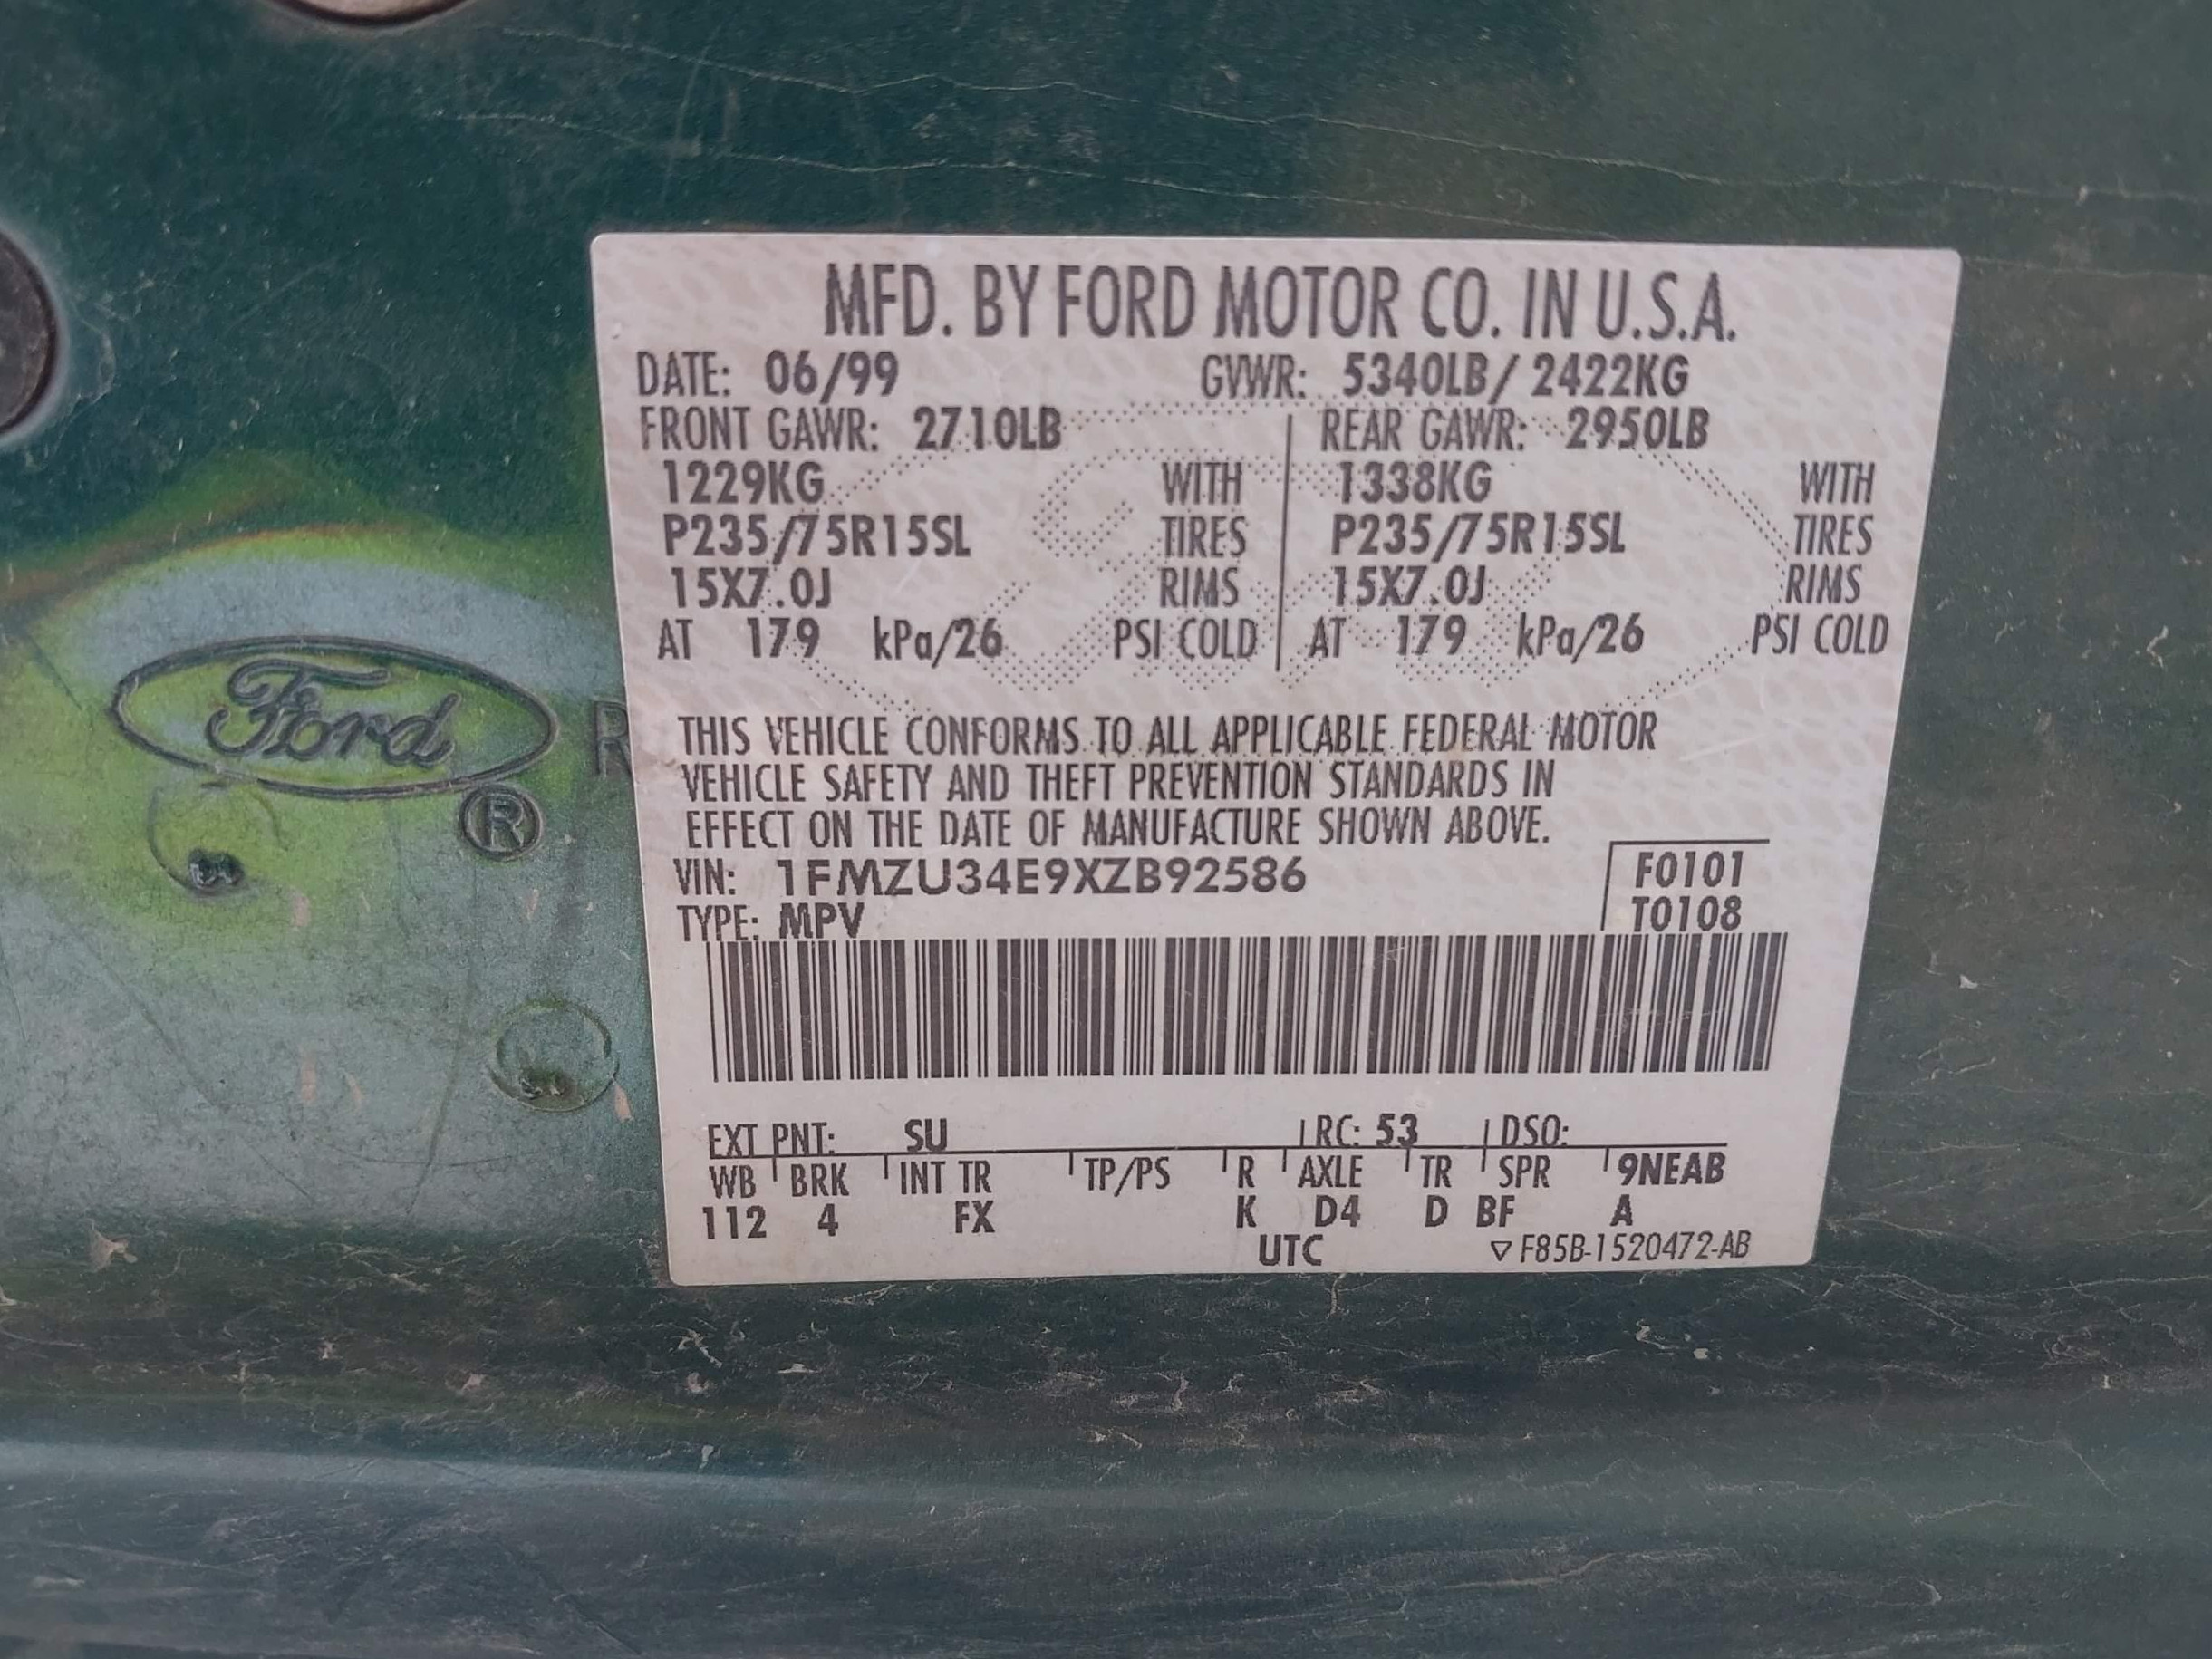 MFD. BY FORD MOTOR CO. IN U.S.A.
DATE: 06/99 GVWR: 5340LB/ 2422KG
FRONT GAWR: 2710LB REAR GAWR: 2950LB
1229KG WITH 1338KG WITH
P235/75R15SL TIRES P235/75R15SL TIRES
15X7.0J RIMS 15X7.0J RIMS
AT 179 kPa/26 PSI COLD AT 179 kPa/26 PSI COLD
THIS VEHICLE CONFORMS TO ALL APPLICABLE FEDERAL MOTOR
VEHICLE SAFETY AND THEFT PREVENTION STANDARDS IN
EFFECT ON THE DATE OF MANUFACTURE SHOWN ABOVE.
VIN: 1FMZU34E9XZB92586 F0101
TYPE: MPV T0108
EXT PNT: SU RC: 53 DSO:
WB BRK INT TR TP/PS R AXLE TR SPR 9NEAB
112 4 FX K D4 D BF A
UTC ▽ F85B-1520472-AB
Ford R
®